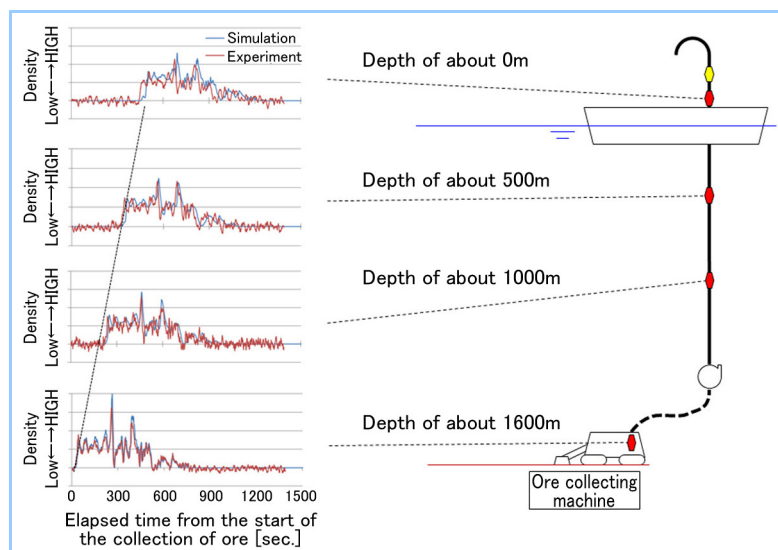 Simulation
Experiment
Density
Low←─→HIGH
Depth of about 0m
Density
Low←─→HIGH
Depth of about 500m
Density
Low←─→HIGH
Depth of about 1000m
Density
Low←─→HIGH
Depth of about 1600m
0 300 600 900 1200 1500
Elapsed time from the start of
the collection of ore [sec.]
Ore collecting
machine